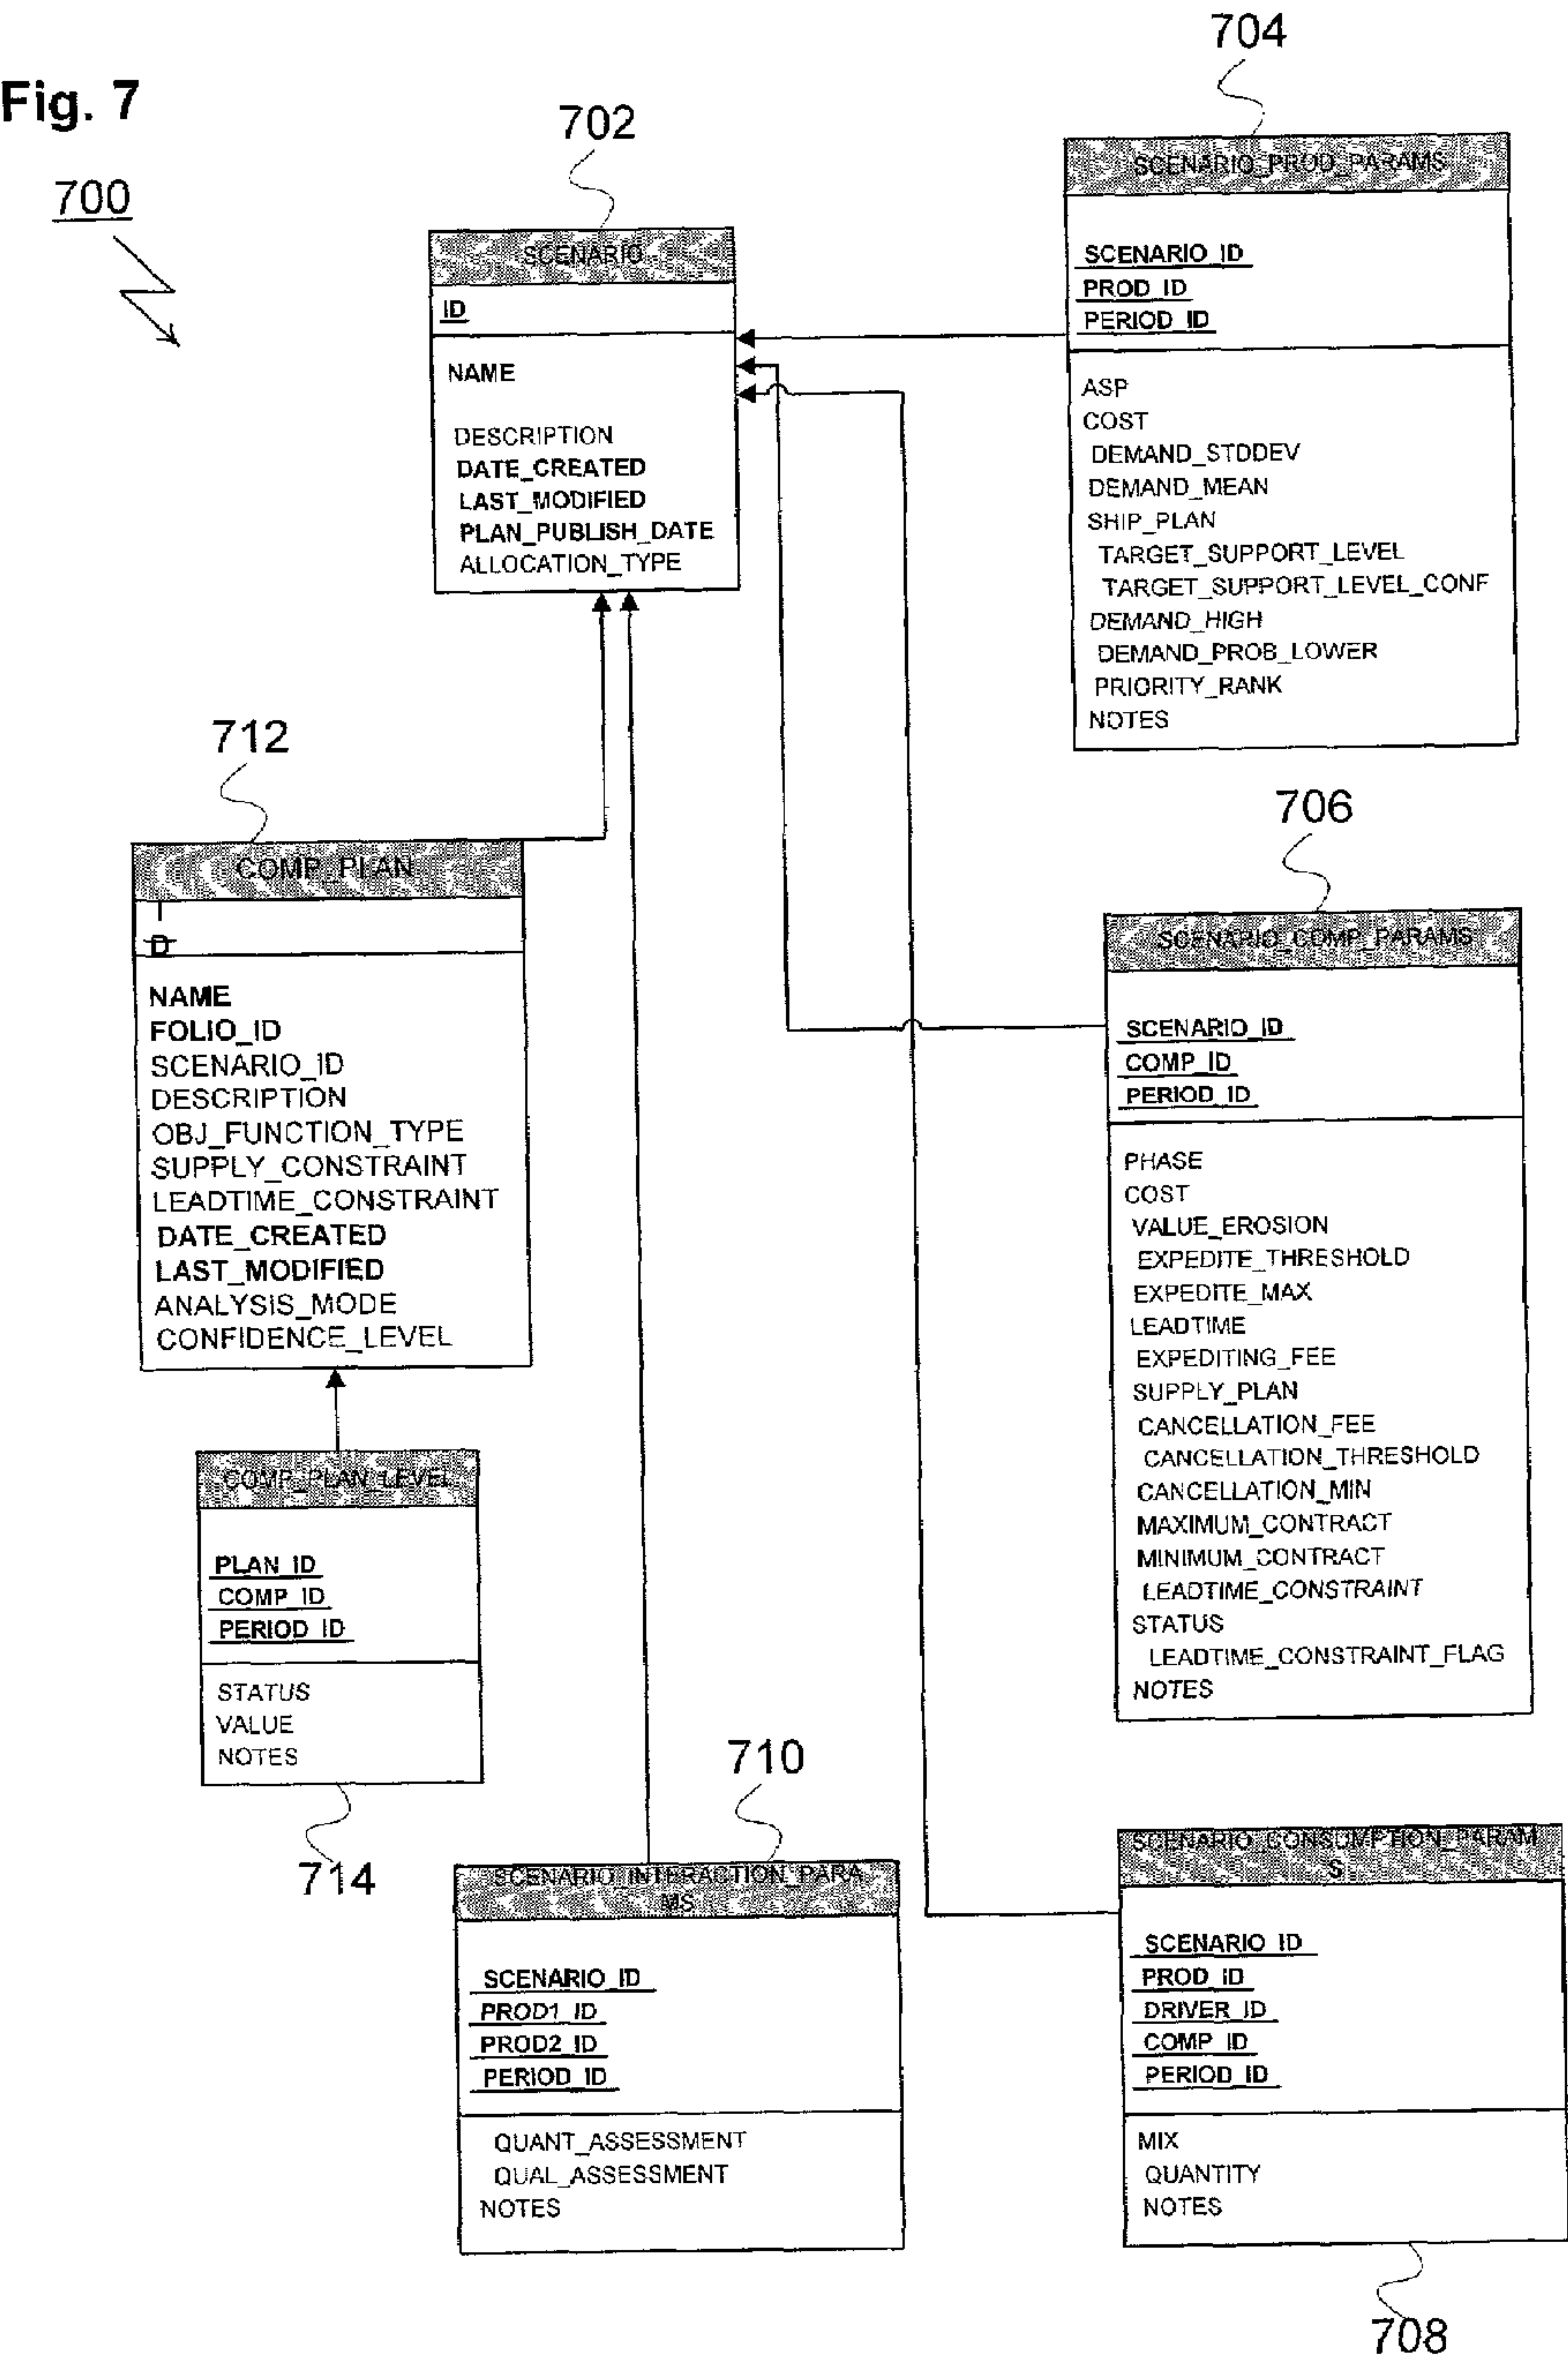 Fig. 7
700
702
SCENARIO
ID
NAME
DESCRIPTION
DATE_CREATED
LAST_MODIFIED
PLAN_PUBLISH_DATE
ALLOCATION_TYPE
704
SCENARIO_PROD_PARAMS
SCENARIO_ID
PROD_ID
PERIOD_ID
ASP
COST
DEMAND_STDDEV
DEMAND_MEAN
SHIP_PLAN
TARGET_SUPPORT_LEVEL
TARGET_SUPPORT_LEVEL_CONF
DEMAND_HIGH
DEMAND_PROB_LOWER
PRIORITY_RANK
NOTES
712
COMP_PLAN
I
D
NAME
FOLIO_ID
SCENARIO_ID
DESCRIPTION
OBJ_FUNCTION_TYPE
SUPPLY_CONSTRAINT
LEADTIME_CONSTRAINT
DATE_CREATED
LAST_MODIFIED
ANALYSIS_MODE
CONFIDENCE_LEVEL
706
SCENARIO_COMP_PARAMS
SCENARIO_ID
COMP_ID
PERIOD_ID
PHASE
COST
VALUE_EROSION
EXPEDITE_THRESHOLD
EXPEDITE_MAX
LEADTIME
EXPEDITING_FEE
SUPPLY_PLAN
CANCELLATION_FEE
CANCELLATION_THRESHOLD
CANCELLATION_MIN
MAXIMUM_CONTRACT
MINIMUM_CONTRACT
LEADTIME_CONSTRAINT
STATUS
LEADTIME_CONSTRAINT_FLAG
NOTES
COMP_PLAN_LEVEL
PLAN_ID
COMP_ID
PERIOD_ID
STATUS
VALUE
NOTES
714
710
SCENARIO_INTERACTION_PARA
MS
SCENARIO_ID
PROD1_ID
PROD2_ID
PERIOD_ID
QUANT_ASSESSMENT
QUAL_ASSESSMENT
NOTES
SCENARIO_CONSUMPTION_PARAM
S
SCENARIO_ID
PROD_ID
DRIVER_ID
COMP_ID
PERIOD_ID
MIX
QUANTITY
NOTES
708